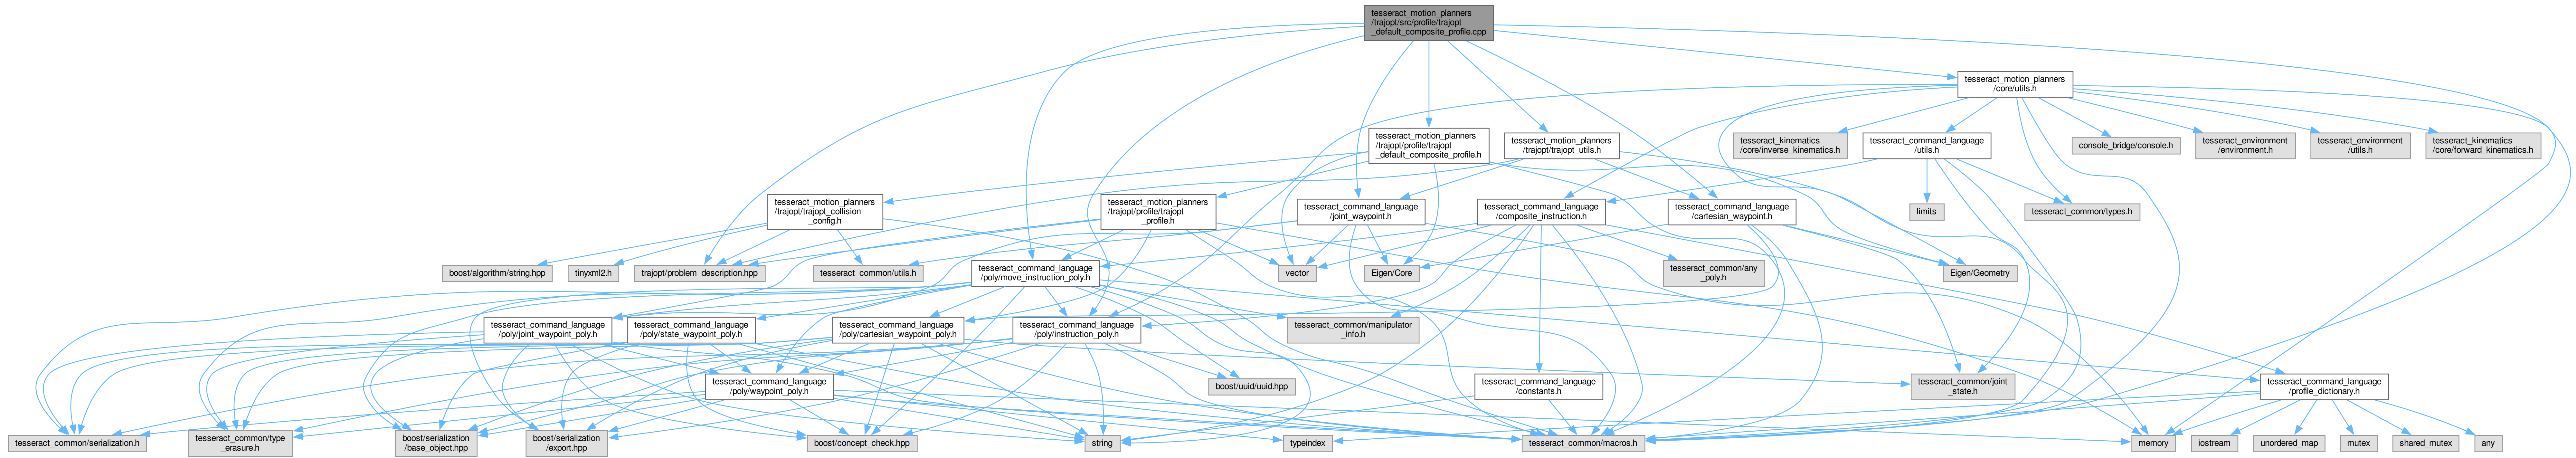 tesseract_motion_planners
/trajopt/src/profile/trajopt
_default_composite_profile.cpp
tesseract_motion_planners
/core/utils.h
tesseract_motion_planners
/trajopt/profile/trajopt
_default_composite_profile.h
tesseract_motion_planners
/trajopt/trajopt_utils.h
tesseract_kinematics
/core/inverse_kinematics.h
tesseract_command_language
/utils.h
console_bridge/console.h
tesseract_environment
/environment.h
tesseract_environment
/utils.h
tesseract_kinematics
/core/forward_kinematics.h
tesseract_motion_planners
/trajopt/trajopt_collision
_config.h
tesseract_motion_planners
/trajopt/profile/trajopt
_profile.h
tesseract_command_language
/joint_waypoint.h
tesseract_command_language
/composite_instruction.h
tesseract_command_language
/cartesian_waypoint.h
limits
tesseract_common/types.h
boost/algorithm/string.hpp
tinyxml2.h
trajopt/problem_description.hpp
tesseract_common/utils.h
tesseract_command_language
/poly/move_instruction_poly.h
vector
Eigen/Core
tesseract_common/any
_poly.h
Eigen/Geometry
tesseract_command_language
/poly/joint_waypoint_poly.h
tesseract_command_language
/poly/state_waypoint_poly.h
tesseract_command_language
/poly/cartesian_waypoint_poly.h
tesseract_command_language
/poly/instruction_poly.h
tesseract_common/manipulator
_info.h
tesseract_command_language
/poly/waypoint_poly.h
boost/uuid/uuid.hpp
tesseract_command_language
/constants.h
tesseract_common/joint
_state.h
tesseract_command_language
/profile_dictionary.h
tesseract_common/serialization.h
tesseract_common/type
_erasure.h
boost/serialization
/base_object.hpp
boost/serialization
/export.hpp
boost/concept_check.hpp
string
typeindex
tesseract_common/macros.h
memory
iostream
unordered_map
mutex
shared_mutex
any